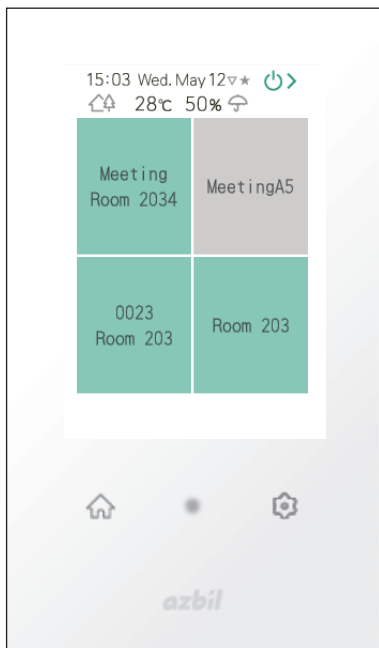 15:03 Wed. May 12▽★
28℃ 50%
Meeting
Room 2034
MeetingA5
0023
Room 203
Room 203
azbil